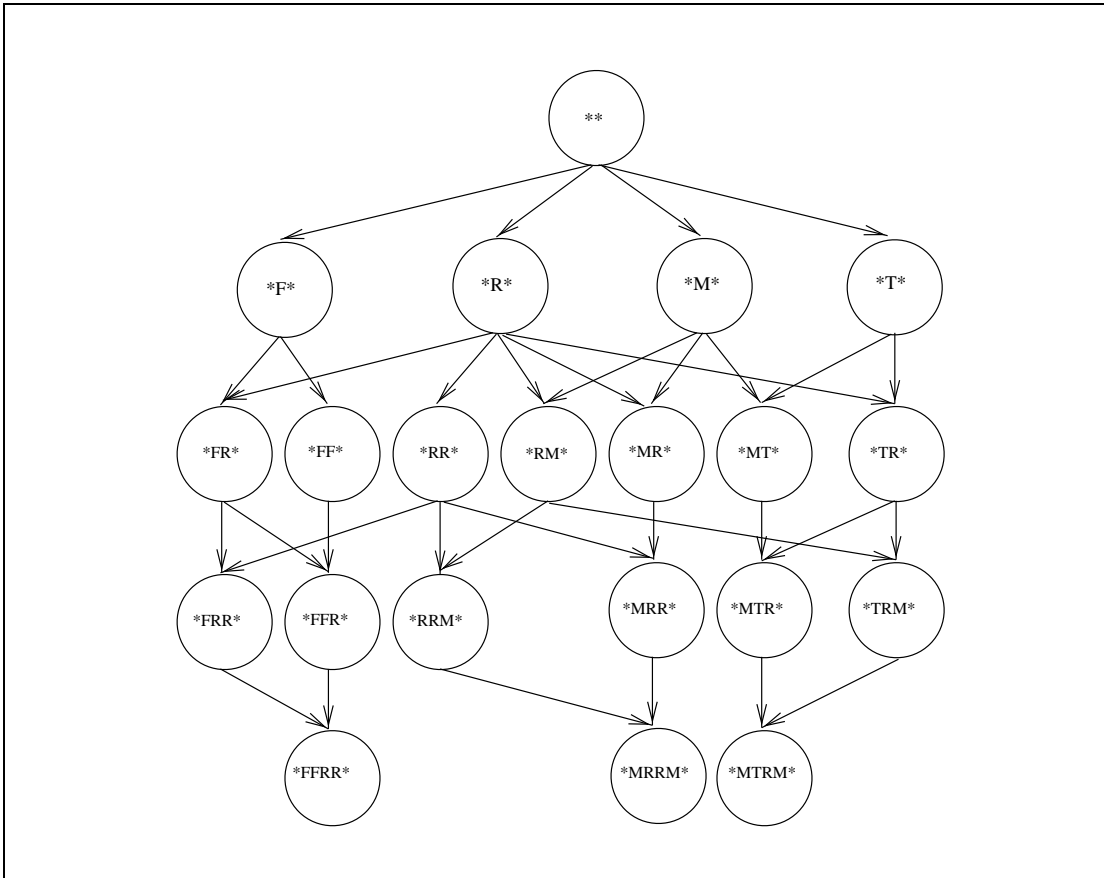 **
*F* *R* *M* *T*
*FR* *FF* *RR* *RM* *MR* *MT* *TR*
*FRR* *FFR* *RRM* *MRR* *MTR* *TRM*
*FFRR* *MRRM* *MTRM*